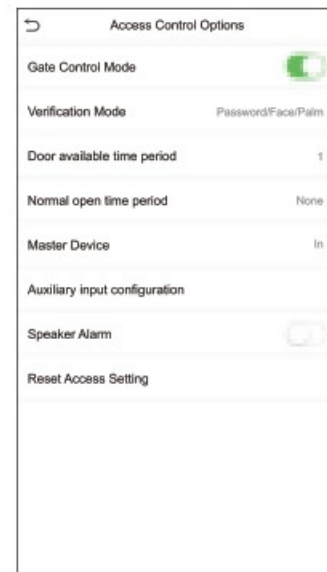 Access Control Options
Gate Control Mode
Verification Mode Password/Face/Palm
Door available time period 1
Normal open time period None
Master Device In
Auxiliary input configuration
Speaker Alarm
Reset Access Setting